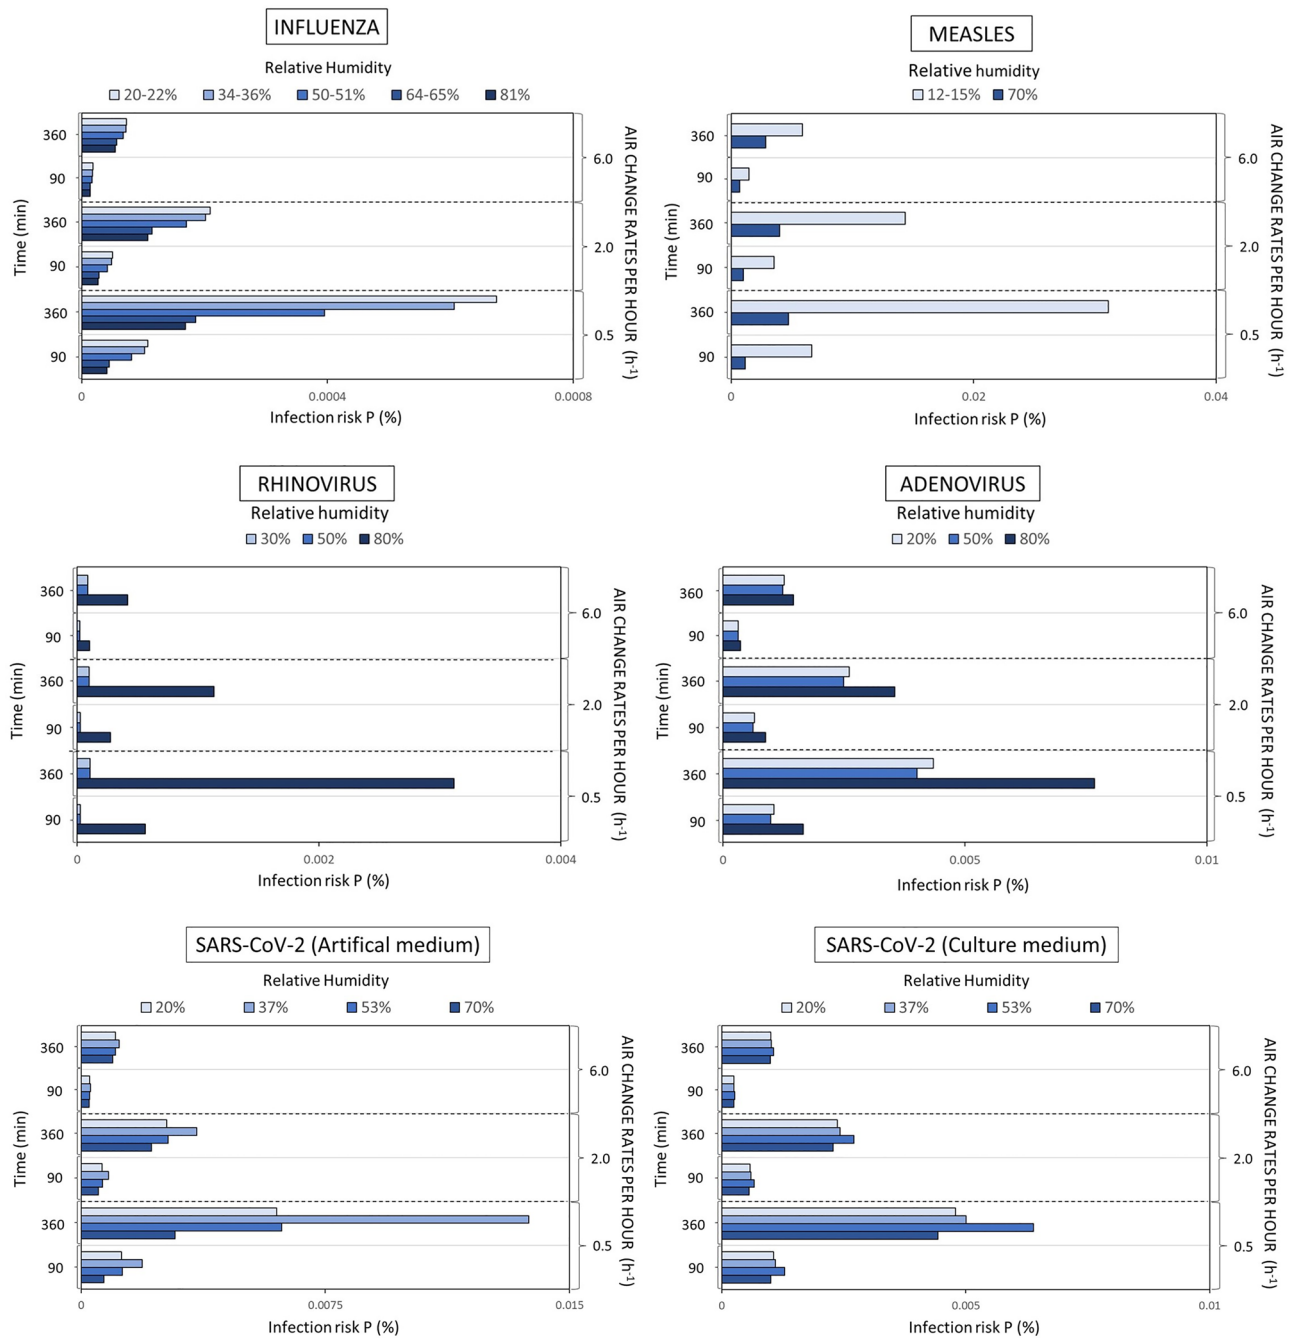 INFLUENZA
Relative Humidity
20-22% 34-36% 50-51% 64-65% 81%
360
90
360
90
360
90
Time (min)
6.0
2.0
0.5
AIR CHANGE RATES PER HOUR (h-1)
0 0.0004 0.0008
Infection risk P (%)
MEASLES
Relative humidity
12-15% 70%
360
90
360
90
360
90
Time (min)
6.0
2.0
0.5
AIR CHANGE RATES PER HOUR (h-1)
0 0.02 0.04
Infection risk P (%)
RHINOVIRUS
Relative humidity
30% 50% 80%
360
90
360
90
360
90
Time (min)
6.0
2.0
0.5
AIR CHANGE RATES PER HOUR (h-1)
0 0.002 0.004
Infection risk P (%)
ADENOVIRUS
Relative humidity
20% 50% 80%
360
90
360
90
360
90
Time (min)
6.0
2.0
0.5
AIR CHANGE RATES PER HOUR (h-1)
0 0.005 0.01
Infection risk P (%)
SARS-CoV-2 (Artifical medium)
Relative Humidity
20% 37% 53% 70%
360
90
360
90
360
90
Time (min)
6.0
2.0
0.5
AIR CHANGE RATES PER HOUR (h-1)
0 0.0075 0.015
Infection risk P (%)
SARS-CoV-2 (Culture medium)
Relative Humidity
20% 37% 53% 70%
360
90
360
90
360
90
Time (min)
6.0
2.0
0.5
AIR CHANGE RATES PER HOUR (h-1)
0 0.005 0.01
Infection risk P (%)